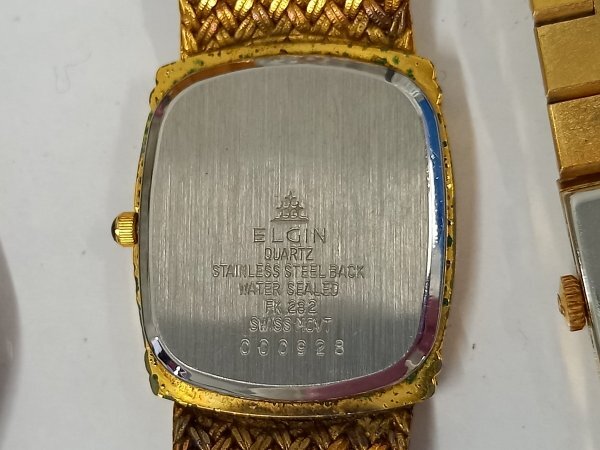 ELGIN
QUARTZ
STAINLESS STEEL BACK
WATER SEALED
FK.282
SWISS MOVT
000928